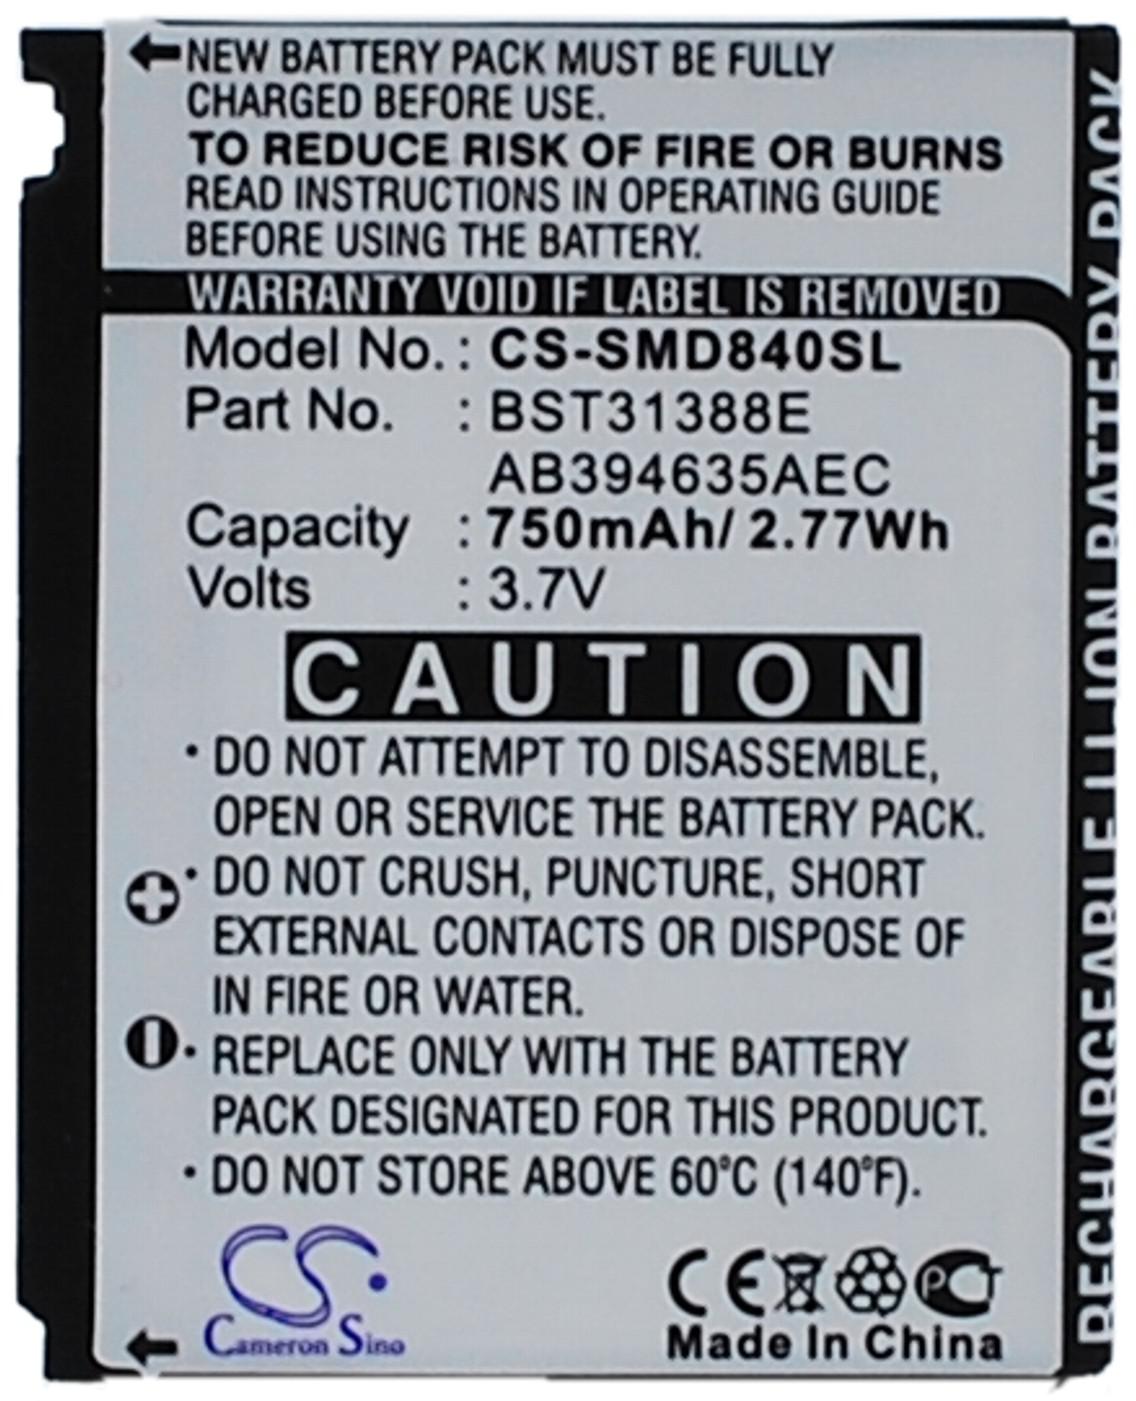 NEW BATTERY PACK MUST BE FULLY
CHARGED BEFORE USE.
TO REDUCE RISK OF FIRE OR BURNS
READ INSTRUCTIONS IN OPERATING GUIDE
BEFORE USING THE BATTERY.
WARRANTY VOID IF LABEL IS REMOVED
Model No. : CS-SMD840SL
Part No. : BST31388E
AB394635AEC
Capacity : 750mAh/ 2.77Wh
Volts : 3.7V
CAUTION
• DO NOT ATTEMPT TO DISASSEMBLE,
OPEN OR SERVICE THE BATTERY PACK.
• DO NOT CRUSH, PUNCTURE, SHORT
EXTERNAL CONTACTS OR DISPOSE OF
IN FIRE OR WATER.
• REPLACE ONLY WITH THE BATTERY
PACK DESIGNATED FOR THIS PRODUCT.
• DO NOT STORE ABOVE 60°C (140°F).
CS
Cameron Sino
CE PCT
Made In China
RECHARGEABLE LI-ION BATTERY PACK